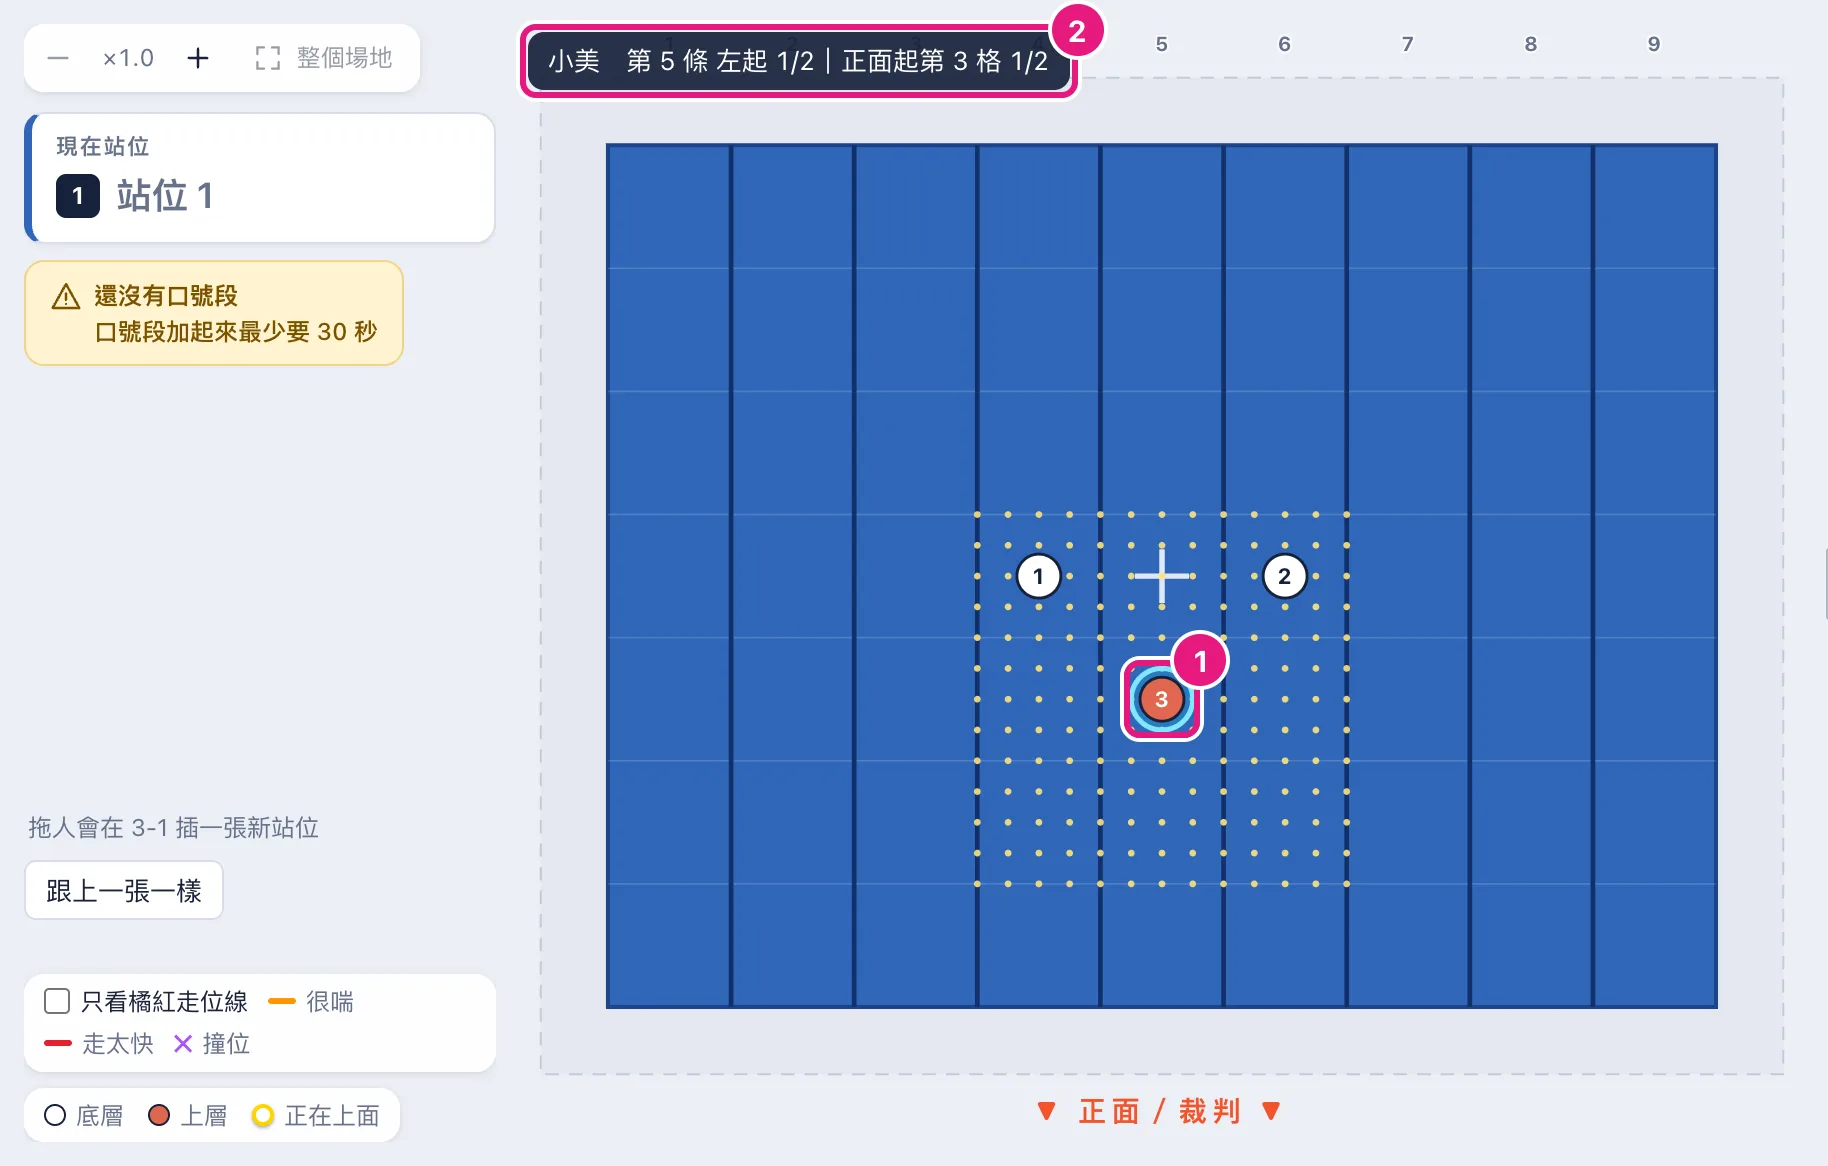 ×1.0 整個場地
小美 第 5 條 左起 1/2｜正面起第 3 格 1/2
2
5 6 7 8 9
現在站位
1 站位 1
還沒有口號段
口號段加起來最少要 30 秒
1 2
1
3
拖人會在 3-1 插一張新站位
跟上一張一樣
只看橘紅走位線 很喘
走太快 撞位
底層 上層 正在上面
▼ 正面 / 裁判 ▼